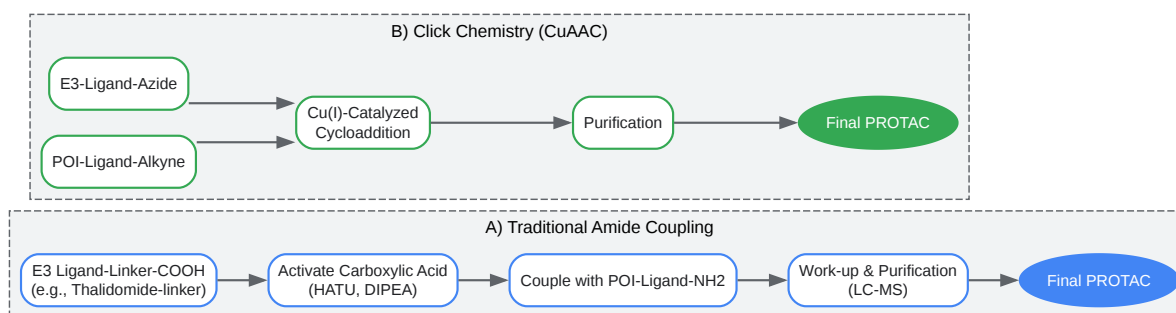 B) Click Chemistry (CuAAC)
E3-Ligand-Azide
POI-Ligand-Alkyne
Cu(I)-Catalyzed
Cycloaddition
Purification
Final PROTAC
A) Traditional Amide Coupling
E3 Ligand-Linker-COOH
(e.g., Thalidomide-linker)
Activate Carboxylic Acid
(HATU, DIPEA)
Couple with POI-Ligand-NH2
Work-up & Purification
(LC-MS)
Final PROTAC